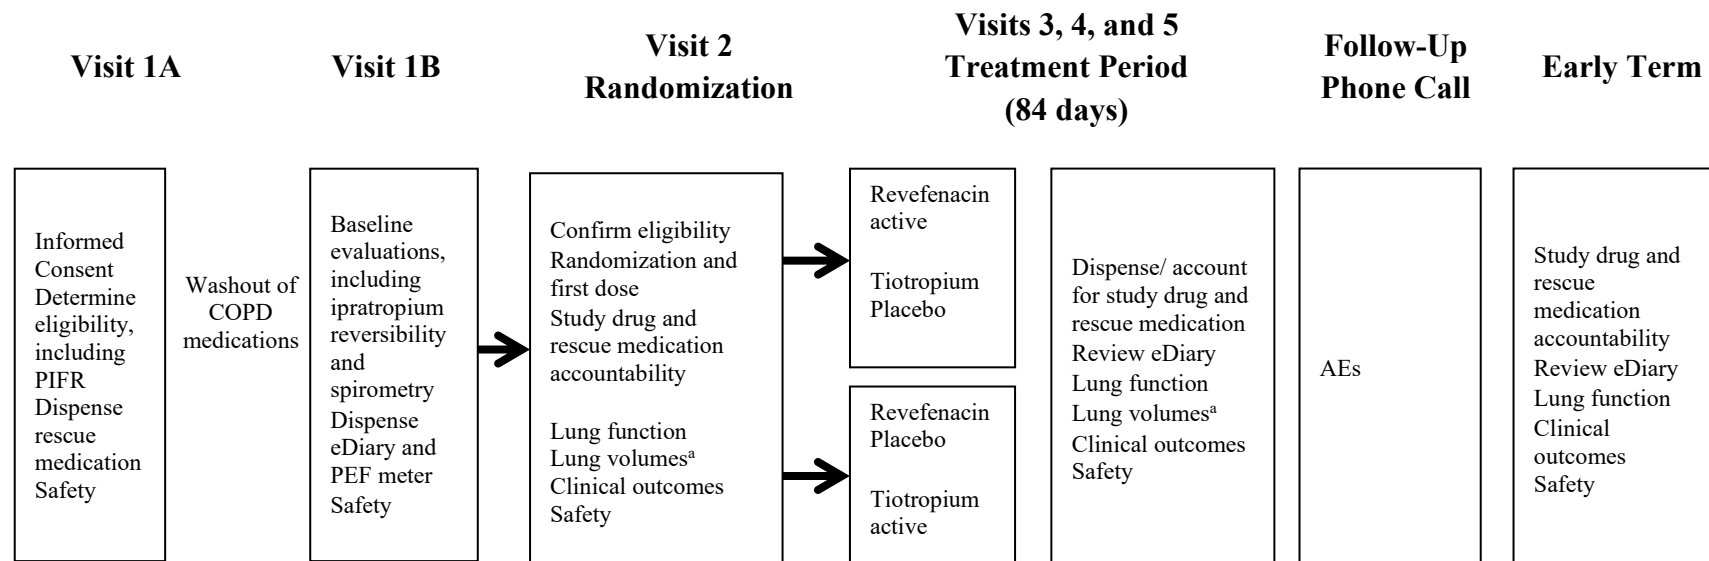 Visit 1A
Visit 1B
Visit 2
Randomization
Visits 3, 4, and 5
Treatment Period
(84 days)
Follow-Up
Phone Call
Early Term
Informed
Consent
Determine
eligibility,
including
PIFR
Dispense
rescue
medication
Safety
Washout of
COPD
medications
Baseline
evaluations,
including
ipratropium
reversibility
and
spirometry
Dispense
eDiary and
PEF meter
Safety
Confirm eligibility
Randomization and
first dose
Study drug and
rescue medication
accountability
Lung function
Lung volumesᵃ
Clinical outcomes
Safety
Revefenacin
active
Tiotropium
Placebo
Revefenacin
Placebo
Tiotropium
active
Dispense/ account
for study drug and
rescue medication
Review eDiary
Lung function
Lung volumesᵃ
Clinical outcomes
Safety
AEs
Study drug and
rescue
medication
accountability
Review eDiary
Lung function
Clinical
outcomes
Safety